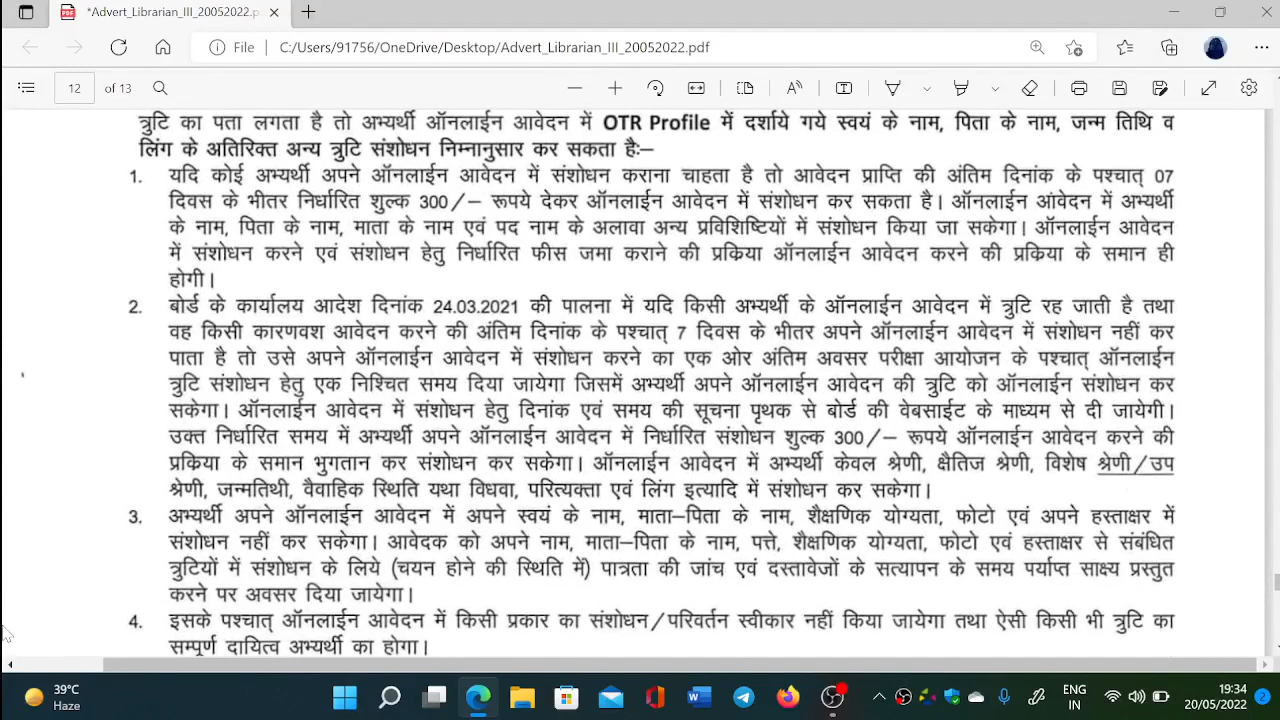 *Advert_Librarian_III_20052022.p
File
C:/Users/91756/OneDrive/Desktop/Advert_Librarian_III_20052022.pdf
12 of 13
त्रुटि का पता लगता है तो अभ्यर्थी ऑनलाईन आवेदन में OTR Profile में दर्शाये गये स्वयं के नाम, पिता के नाम, जन्म तिथि व
लिंग के अतिरिक्त अन्य त्रुटि संशोधन निम्नानुसार कर सकता हैः–
1. यदि कोई अभ्यर्थी अपने ऑनलाईन आवेदन में संशोधन कराना चाहता है तो आवेदन प्राप्ति की अंतिम दिनांक के पश्चात् 07
दिवस के भीतर निर्धारित शुल्क 300/– रूपये देकर ऑनलाईन आवेदन में संशोधन कर सकता है। ऑनलाईन आंवेदन में अभ्यर्थी
के नाम, पिता के नाम, माता के नाम एवं पद नाम के अलावा अन्य प्रविशिष्टियों में संशोधन किया जा सकेगा। ऑनलाईन आवेदन
में संशोधन करने एवं संशोधन हेतु निर्धारित फीस जमा कराने की प्रकिया ऑनलाईन आवेदन करने की प्रकिया के समान ही
होगी।
2. बोर्ड के कार्यालय आदेश दिनांक 24.03.2021 की पालना में यदि किसी अभ्यर्थी के ऑनलाईन आवेदन में त्रुटि रह जाती है तथा
वह किसी कारणवश आवेदन करने की अंतिम दिनांक के पश्चात् 7 दिवस के भीतर अपने ऑनलाईन आवेदन में संशोधन नहीं कर
पाता है तो उसे अपने ऑनलाईन आवेदन में संशोधन करने का एक ओर अंतिम अवसर परीक्षा आयोजन के पश्चात् ऑनलाईन
त्रुटि संशोधन हेतु एक निश्चित समय दिया जायेगा जिसमें अभ्यर्थी अपने ऑनलाईन आवेदन की त्रुटि को ऑनलाईन संशोधन कर
सकेगा। ऑनलाईन आवेदन में संशोधन हेतु दिनांक एवं समय की सूचना पृथक से बोर्ड की वेबसाईट के माध्यम से दी जायेगी।
उक्त निर्धारित समय में अभ्यर्थी अपने ऑनलाईन आवेदन में निर्धारित संशोधन शुल्क 300/– रूपये ऑनलाईन आवेदन करने की
प्रकिया के समान भुगतान कर संशोधन कर सकेगा। ऑनलाईन आवेदन में अभ्यर्थी केवल श्रेणी, क्षैतिज श्रेणी, विशेष श्रेणी/उप
श्रेणी, जन्मतिथी, वैवाहिक स्थिति यथा विधवा, परित्यक्ता एवं लिंग इत्यादि में संशोधन कर सकेगा।
3. अभ्यर्थी अपने ऑनलाईन आवेदन में अपने स्वयं के नाम, माता–पिता के नाम, शैक्षणिक योग्यता, फोटो एवं अपने हस्ताक्षर में
संशोधन नहीं कर सकेगा। आवेदक को अपने नाम, माता–पिता के नाम, पत्ते, शैक्षणिक योग्यता, फोटो एवं हस्ताक्षर से संबंधित
त्रुटियों में संशोधन के लिये (चयन होने की स्थिति में) पात्रता की जांच एवं दस्तावेजों के सत्यापन के समय पर्याप्त साक्ष्य प्रस्तुत
करने पर अवसर दिया जायेगा।
4. इसके पश्चात् ऑनलाईन आवेदन में किसी प्रकार का संशोधन/परिवर्तन स्वीकार नहीं किया जायेगा तथा ऐसी किसी भी त्रुटि का
सम्पूर्ण दायित्व अभ्यर्थी का होगा।
39°C
Haze
ENG
IN
19:34
20/05/2022
2